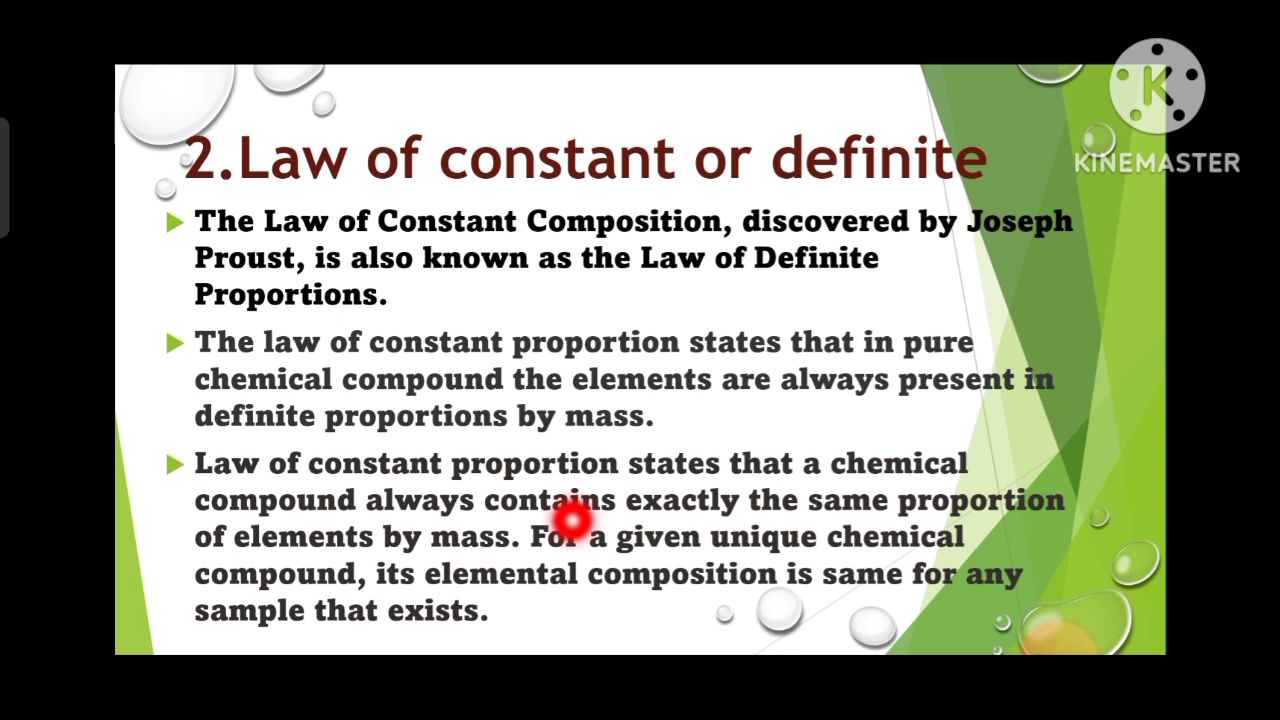 2.Law of constant or definite
KINEMASTER
The Law of Constant Composition, discovered by Joseph
Proust, is also known as the Law of Definite
Proportions.
The law of constant proportion states that in pure
chemical compound the elements are always present in
definite proportions by mass.
Law of constant proportion states that a chemical
compound always contains exactly the same proportion
of elements by mass. For a given unique chemical
compound, its elemental composition is same for any
sample that exists.